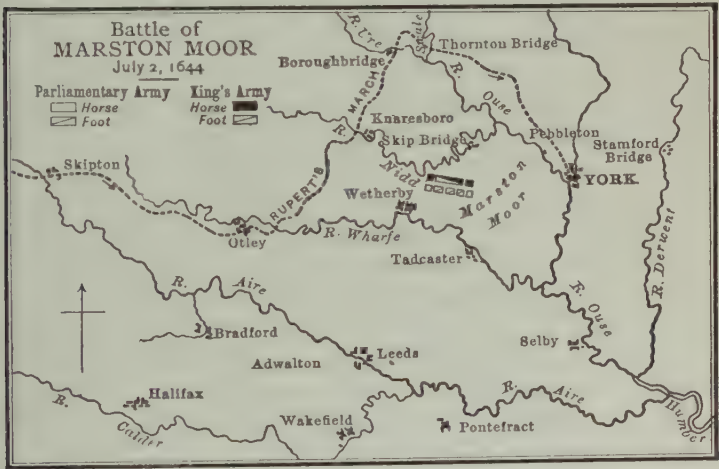 Battle of
MARSTON MOOR
July 2, 1644
Parliamentary Army
Horse
Foot
King's Army
Horse
Foot
R. Ure
Swale
Thornton Bridge
Boroughbridge
R. Ouse
MARCH
Knaresboro
R. Nidd
Skip Bridge
Pebbleton
Stamford
Bridge
YORK.
Skipton
RUPERT'S
Wetherby
Marston
Moor
Otley
R. Wharfe
Tadcaster
R. Derwent
R. Aire
R. Ouse
Bradford
Leeds
Adwalton
Selby
Halifax
R. Calder
Wakefield
Pontefract
R. Aire
Humber